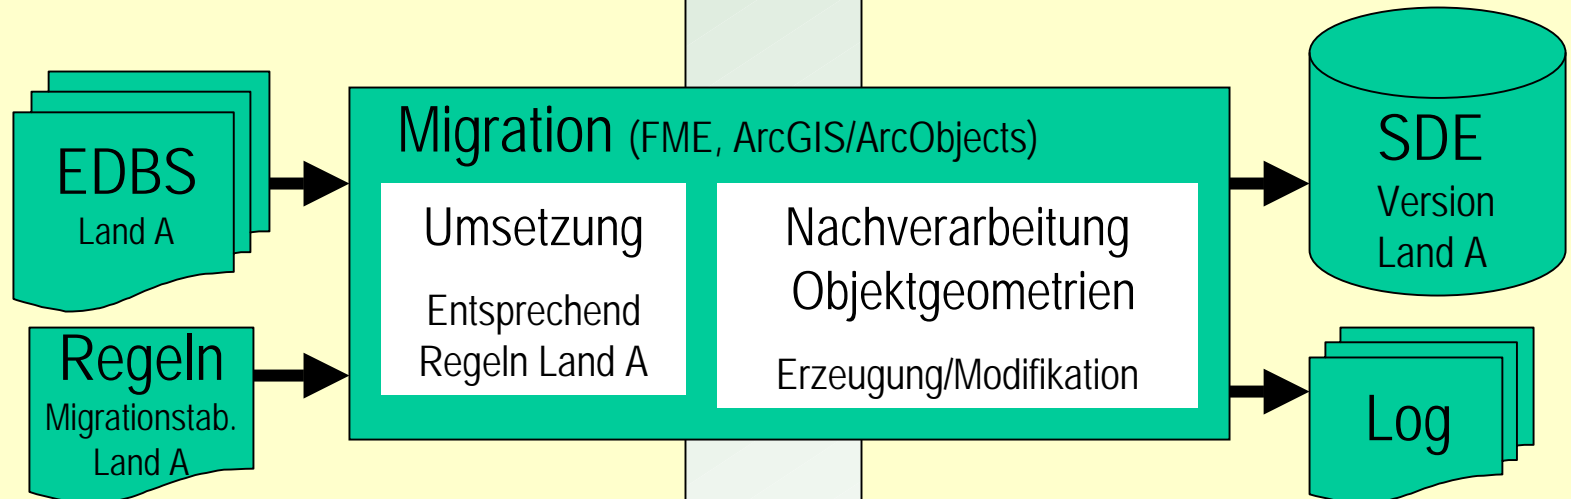 EDBS
Land A
Regeln
Migrationstab.
Land A
Migration (FME, ArcGIS/ArcObjects)
Umsetzung
Entsprechend
Regeln Land A
Nachverarbeitung
Objektgeometrien
Erzeugung/Modifikation
SDE
Version
Land A
Log